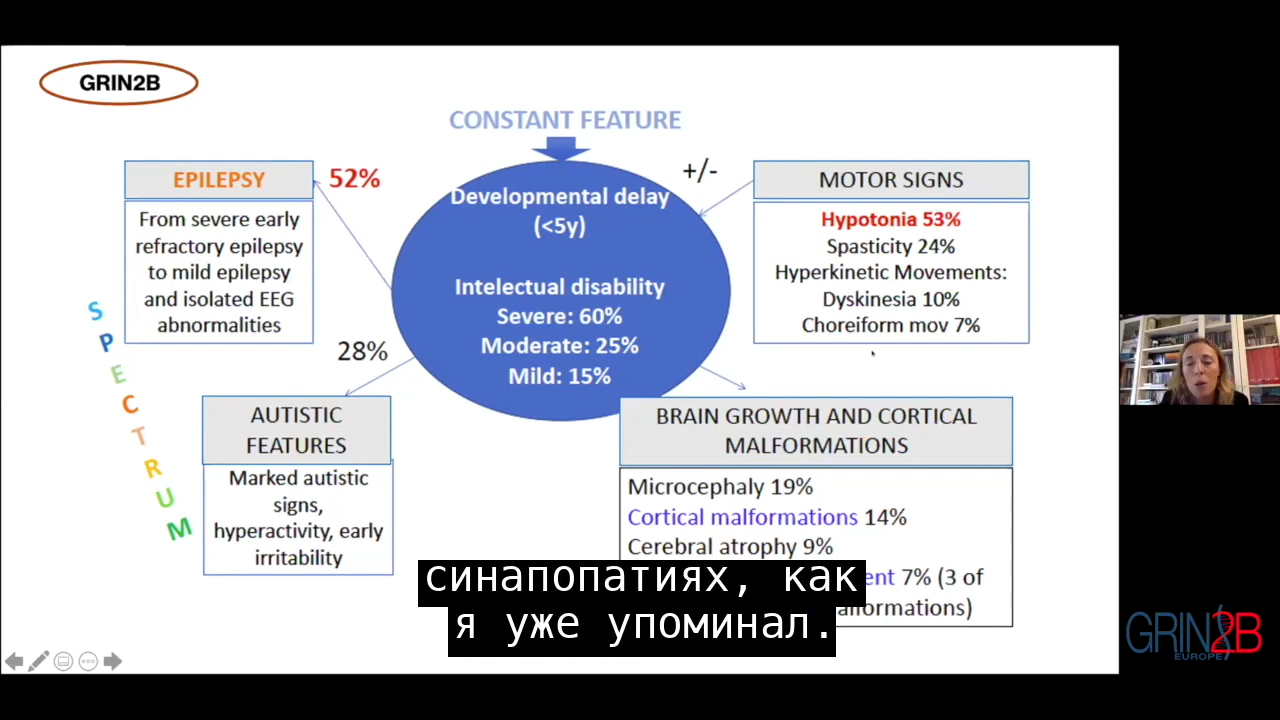 GRIN2B
CONSTANT FEATURE
EPILEPSY
52%
From severe early
refractory epilepsy
to mild epilepsy
and isolated EEG
abnormalities
Developmental delay
(<5y)
Intelectual disability
Severe: 60%
Moderate: 25%
Mild: 15%
+/-
MOTOR SIGNS
Hypotonia 53%
Spasticity 24%
Hyperkinetic Movements:
Dyskinesia 10%
Choreiform mov 7%
SPECTRUM
28%
AUTISTIC
FEATURES
Marked autistic
signs,
hyperactivity, early
irritability
BRAIN GROWTH AND CORTICAL
MALFORMATIONS
Microcephaly 19%
Cortical malformations 14%
Cerebral atrophy 9%
7% (3 of
синапопатиях, как
я уже упоминал.
GRIN2B
EUROPE